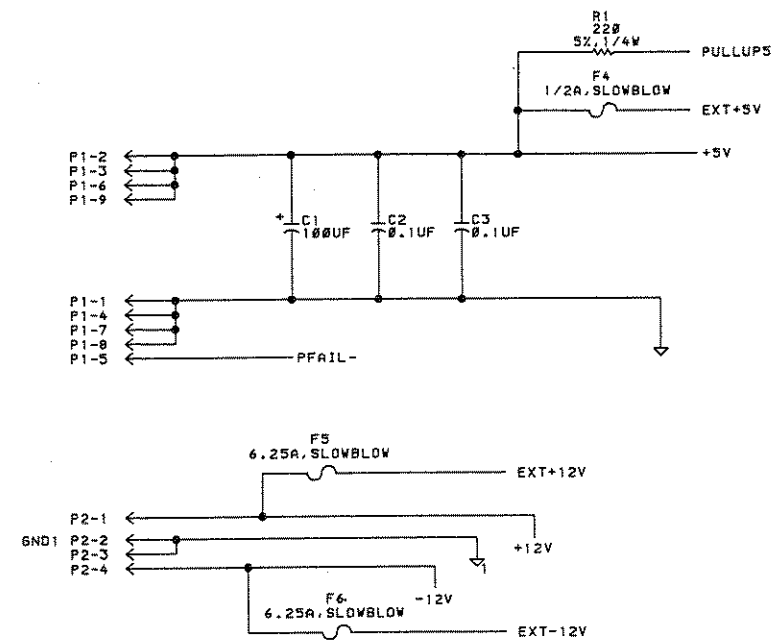 R1
220
5%,1/4W
PULLUP5
F4
1/2A,SLOWBLOW
EXT+5V
+5V
P1-2
P1-3
P1-6
P1-9
+
C1
100UF
C2
0.1UF
C3
0.1UF
P1-1
P1-4
P1-7
P1-8
P1-5
PFAIL-
F5
6.25A,SLOWBLOW
EXT+12V
P2-1
GND1 P2-2
P2-3
P2-4
+12V
1
-12V
F6
6.25A,SLOWBLOW
EXT-12V